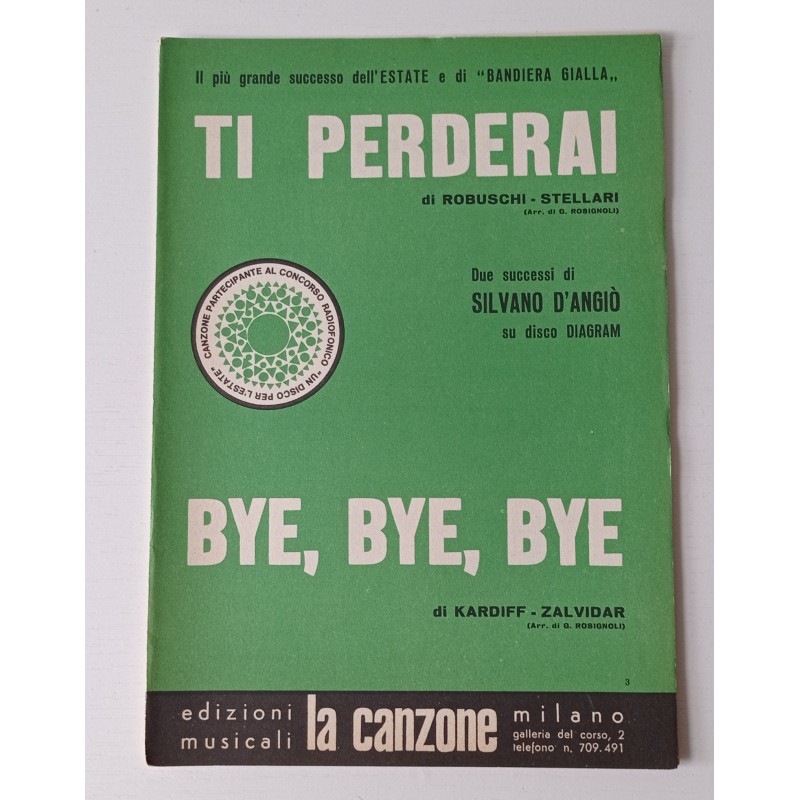 Il più grande successo dell'ESTATE e di "BANDIERA GIALLA„
TI PERDERAI
di ROBUSCHI - STELLARI
(Arr. di G. ROSIGNOLI)
CANZONE PARTECIPANTE AL CONCORSO RADIOFONICO "UN DISCO PER L'ESTATE"
Due successi di
SILVANO D'ANGIÒ
su disco DIAGRAM
BYE, BYE, BYE
di KARDIFF - ZALVIDAR
(Arr. di G. ROSIGNOLI)
3
edizioni musicali
la canzone
milano
galleria del corso, 2
telefono n. 709.491